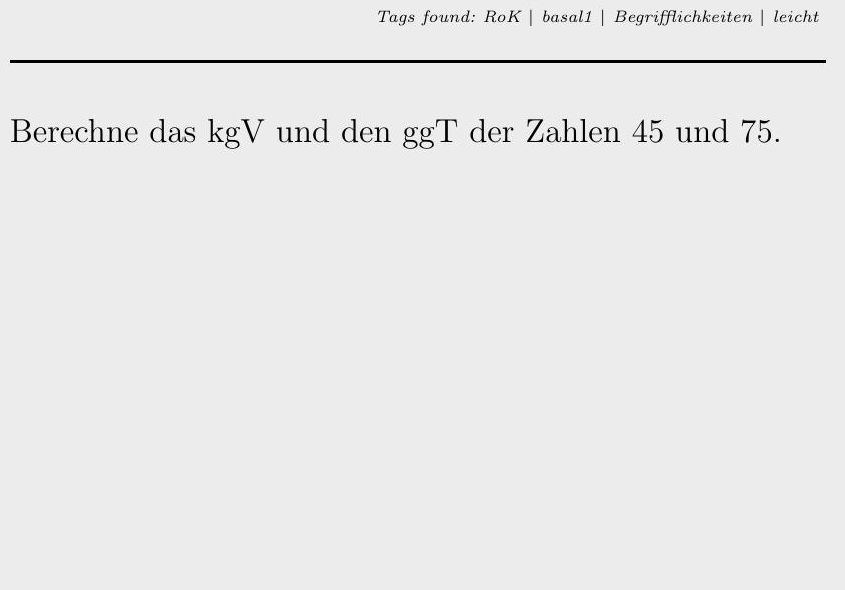 Tags found: RoK | basal1 | Begrifflichkeiten | leicht
Berechne das kgV und den ggT der Zahlen 45 und 75.